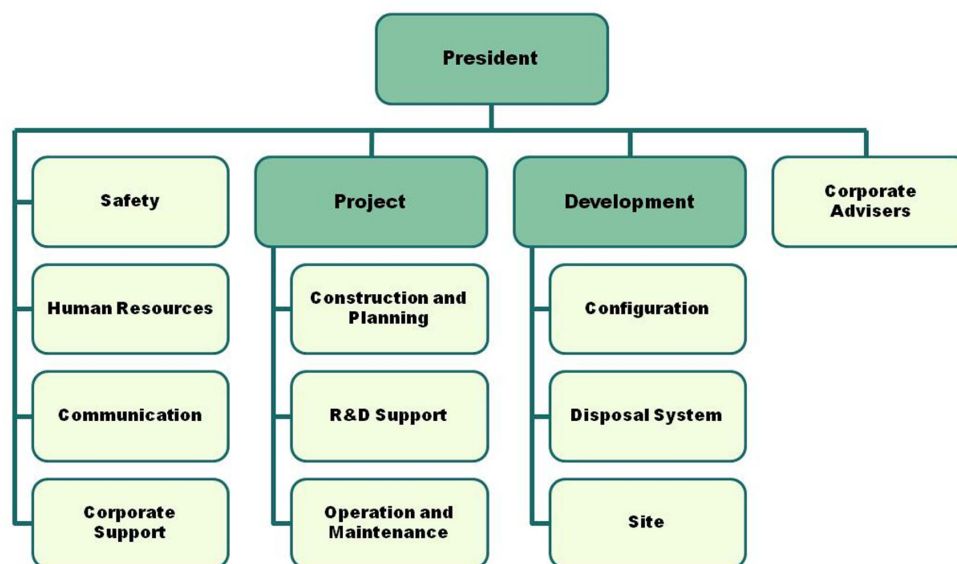 President
Safety
Project
Development
Corporate
Advisers
Human Resources
Construction and
Planning
Configuration
Communication
R&D Support
Disposal System
Corporate
Support
Operation and
Maintenance
Site